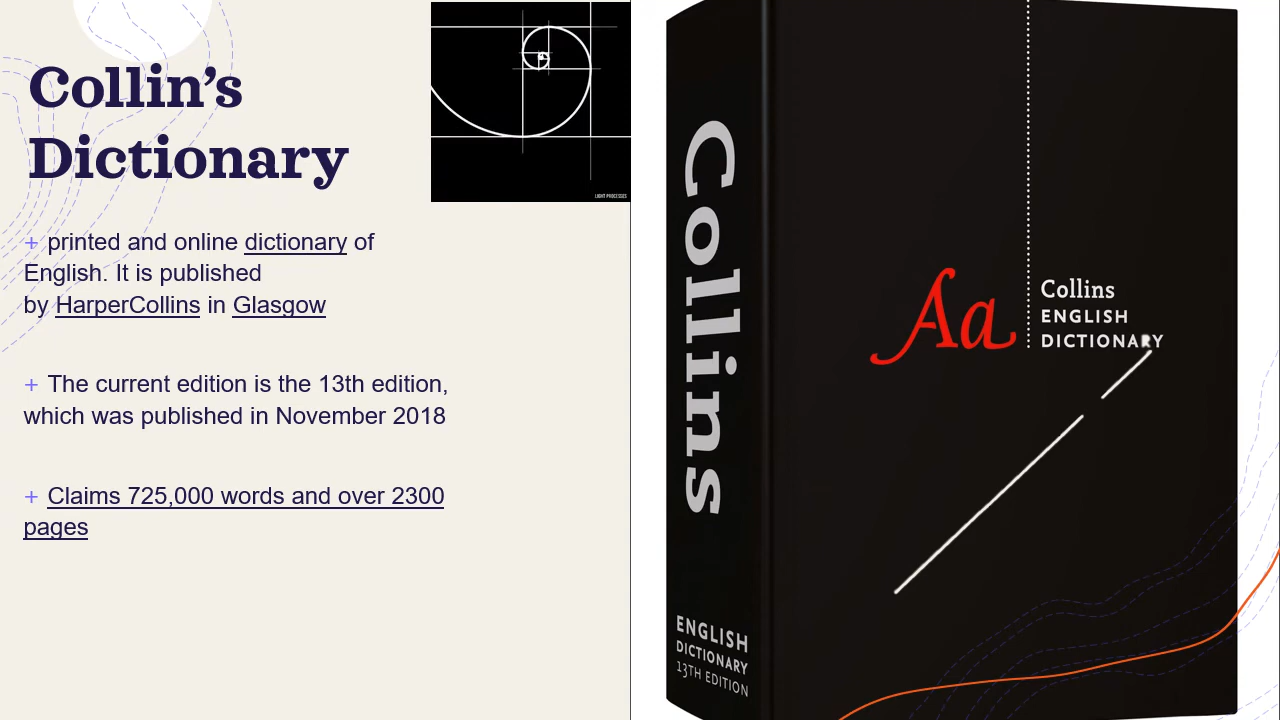 Collin’s
Dictionary
LIGHT PROCESSES
+ printed and online dictionary of
English. It is published
by HarperCollins in Glasgow
+ The current edition is the 13th edition,
which was published in November 2018
+ Claims 725,000 words and over 2300
pages
Collins
ENGLISH
DICTIONARY
13TH EDITION
Aa
Collins
ENGLISH
DICTIONARY